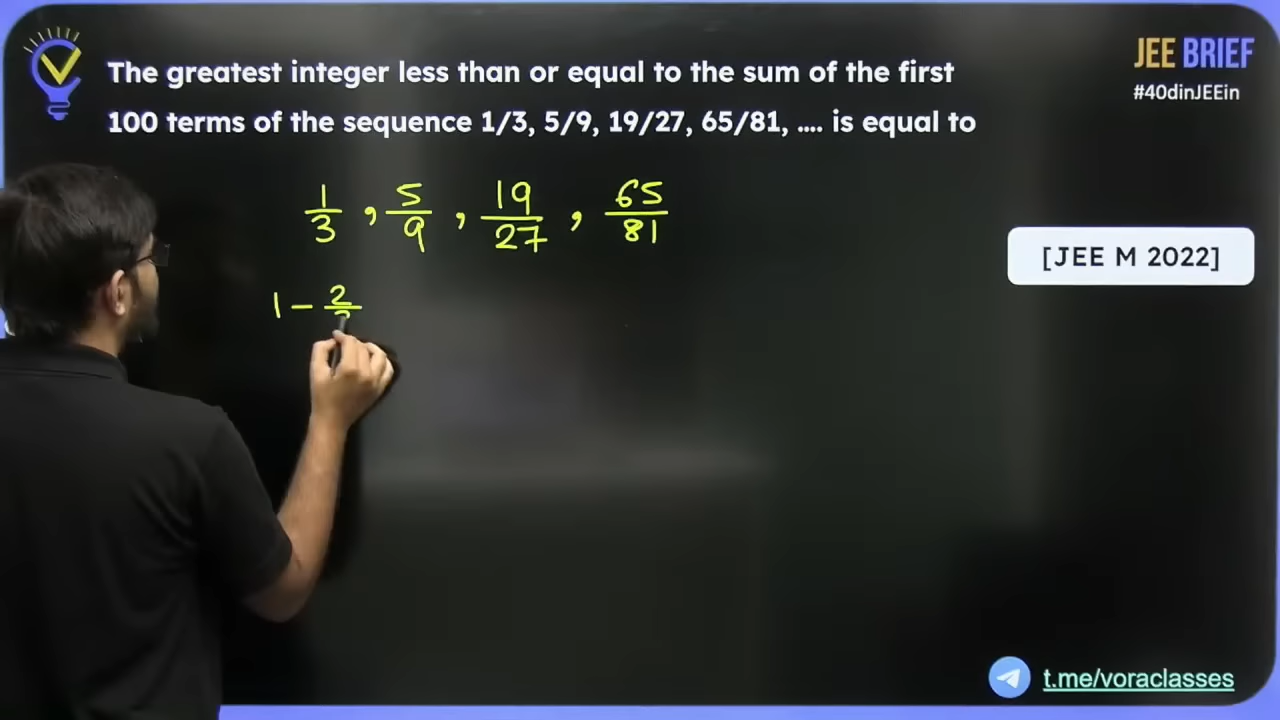 The greatest integer less than or equal to the sum of the first
100 terms of the sequence 1/3, 5/9, 19/27, 65/81, .... is equal to
JEE BRIEF
#40dinJEEin
1/3 , 5/9 , 19/27 , 65/81
[JEE M 2022]
1 - 2/
t.me/voraclasses